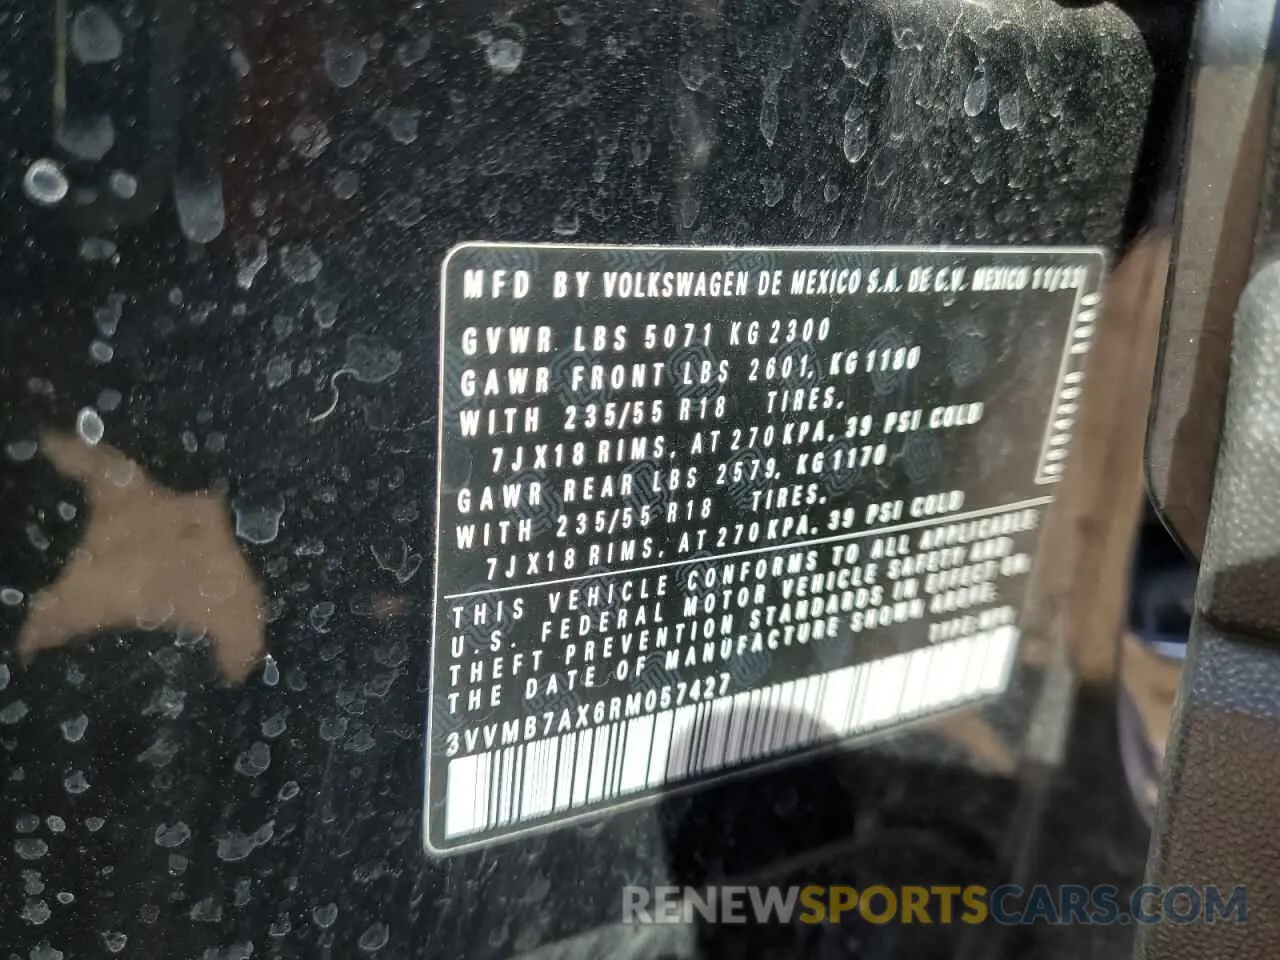 MFD BY VOLKSWAGEN DE MEXICO S.A. DE C.V. MEXICO 11/23
GVWR LBS 5071 KG 2300
GAWR FRONT LBS 2601, KG 1180
WITH 235/55 R18 TIRES,
7JX18 RIMS, AT 270 KPA, 39 PSI COLD
GAWR REAR LBS 2579, KG 1170
WITH 235/55 R18 TIRES,
7JX18 RIMS, AT 270 KPA, 39 PSI COLD
THIS VEHICLE CONFORMS TO ALL APPLICABLE
U.S. FEDERAL MOTOR VEHICLE SAFETY AND
THEFT PREVENTION STANDARDS IN EFFECT ON
THE DATE OF MANUFACTURE SHOWN ABOVE.
3VVMB7AX6RM057427 TYPE:MPV
RENEWSPORTSCARS.COM